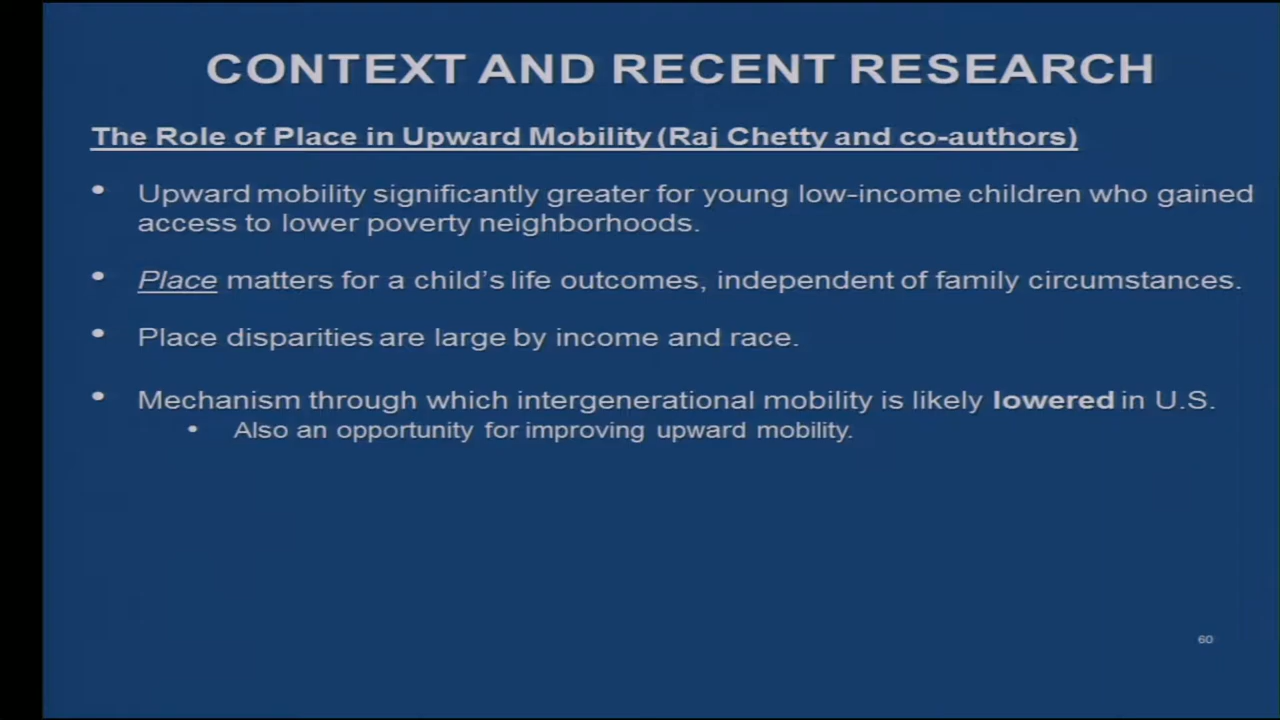 CONTEXT AND RECENT RESEARCH
The Role of Place in Upward Mobility (Raj Chetty and co-authors)
• Upward mobility significantly greater for young low-income children who gained
access to lower poverty neighborhoods.
• Place matters for a child's life outcomes, independent of family circumstances.
• Place disparities are large by income and race.
• Mechanism through which intergenerational mobility is likely lowered in U.S.
• Also an opportunity for improving upward mobility.
60